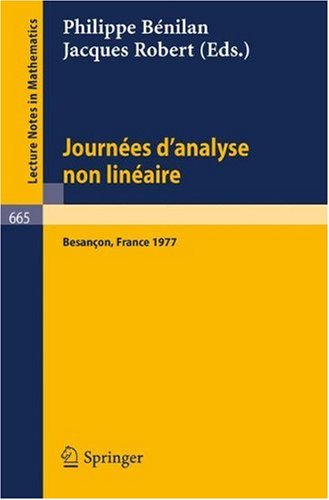 Philippe Bénilan
Jacques Robert (Eds.)
Lecture Notes in Mathematics
Journées d'analyse
non linéaire
665
Besançon, France 1977
Springer